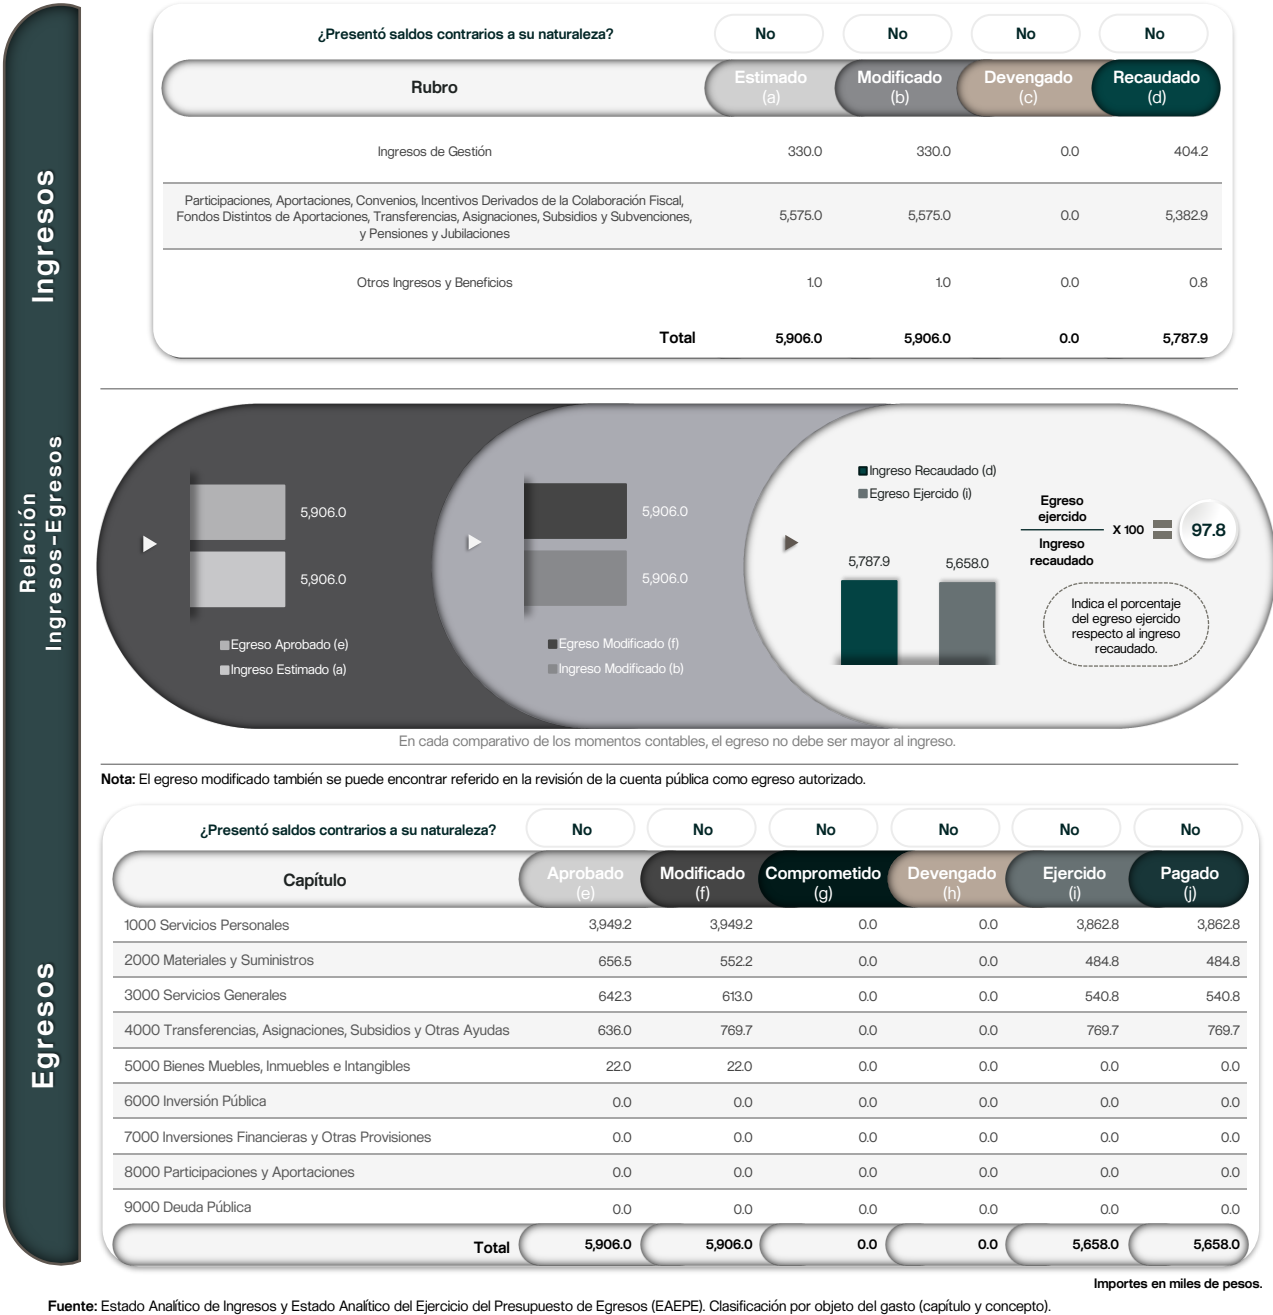 Ingresos
¿Presentó saldos contrarios a su naturaleza? No No No No
Rubro Estimado (a) Modificado (b) Devengado (c) Recaudado (d)
Ingresos de Gestión 330.0 330.0 0.0 404.2
Participaciones, Aportaciones, Convenios, Incentivos Derivados de la Colaboración Fiscal,
Fondos Distintos de Aportaciones, Transferencias, Asignaciones, Subsidios y Subvenciones, 5,575.0 5,575.0 0.0 5,382.9
y Pensiones y Jubilaciones
Otros Ingresos y Beneficios 1.0 1.0 0.0 0.8
Total 5,906.0 5,906.0 0.0 5,787.9
Relación
Ingresos-Egresos
5,906.0
5,906.0
Egreso Aprobado (e)
Ingreso Estimado (a)
5,906.0
5,906.0
Egreso Modificado (f)
Ingreso Modificado (b)
Ingreso Recaudado (d)
Egreso Ejercido (i)
5,787.9 5,658.0
Egreso
ejercido
Ingreso
recaudado
X 100 = 97.8
Indica el porcentaje
del egreso ejercido
respecto al ingreso
recaudado.
En cada comparativo de los momentos contables, el egreso no debe ser mayor al ingreso.
Nota: El egreso modificado también se puede encontrar referido en la revisión de la cuenta pública como egreso autorizado.
Egresos
¿Presentó saldos contrarios a su naturaleza? No No No No No No
Capítulo Aprobado (e) Modificado (f) Comprometido (g) Devengado (h) Ejercido (i) Pagado (j)
1000 Servicios Personales 3,949.2 3,949.2 0.0 0.0 3,862.8 3,862.8
2000 Materiales y Suministros 656.5 552.2 0.0 0.0 484.8 484.8
3000 Servicios Generales 642.3 613.0 0.0 0.0 540.8 540.8
4000 Transferencias, Asignaciones, Subsidios y Otras Ayudas 636.0 769.7 0.0 0.0 769.7 769.7
5000 Bienes Muebles, Inmuebles e Intangibles 22.0 22.0 0.0 0.0 0.0 0.0
6000 Inversión Pública 0.0 0.0 0.0 0.0 0.0 0.0
7000 Inversiones Financieras y Otras Provisiones 0.0 0.0 0.0 0.0 0.0 0.0
8000 Participaciones y Aportaciones 0.0 0.0 0.0 0.0 0.0 0.0
9000 Deuda Pública 0.0 0.0 0.0 0.0 0.0 0.0
Total 5,906.0 5,906.0 0.0 0.0 5,658.0 5,658.0
Importes en miles de pesos.
Fuente: Estado Analítico de Ingresos y Estado Analítico del Ejercicio del Presupuesto de Egresos (EAEPE). Clasificación por objeto del gasto (capítulo y concepto).